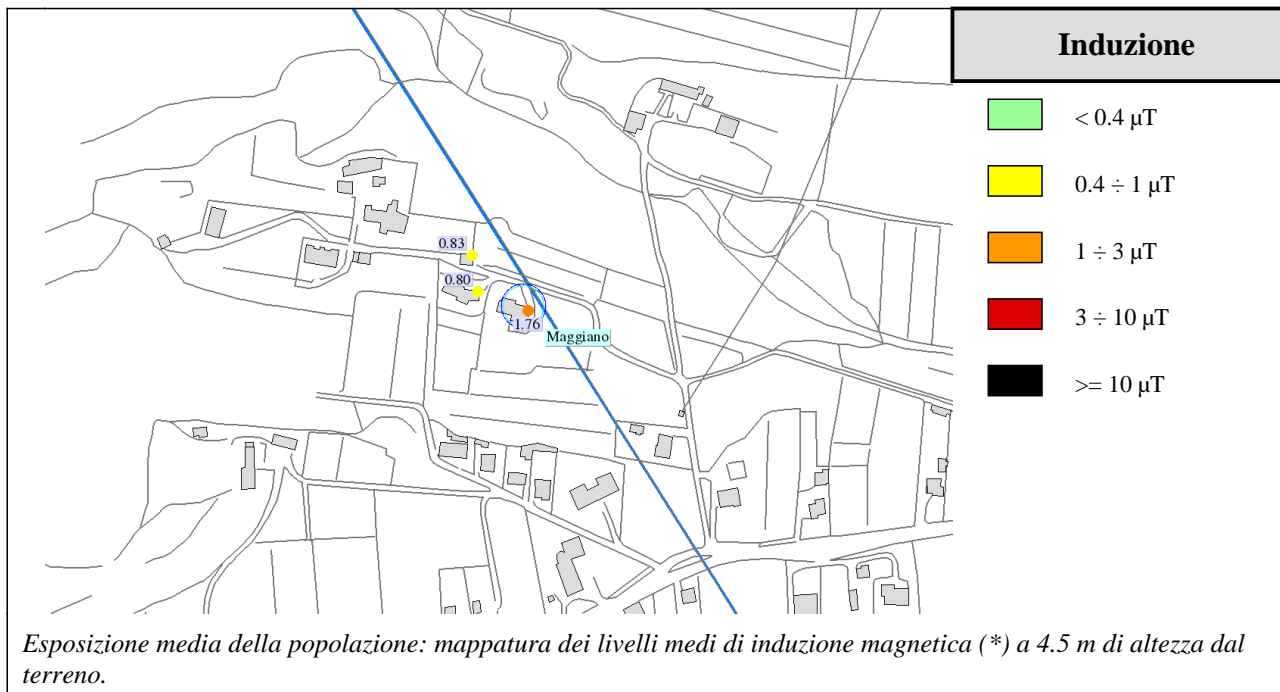 Induzione
< 0.4 µT
0.4 ÷ 1 µT
1 ÷ 3 µT
3 ÷ 10 µT
>= 10 µT
0.83
0.80
1.76
Maggiano
Esposizione media della popolazione: mappatura dei livelli medi di induzione magnetica (*) a 4.5 m di altezza dal
terreno.